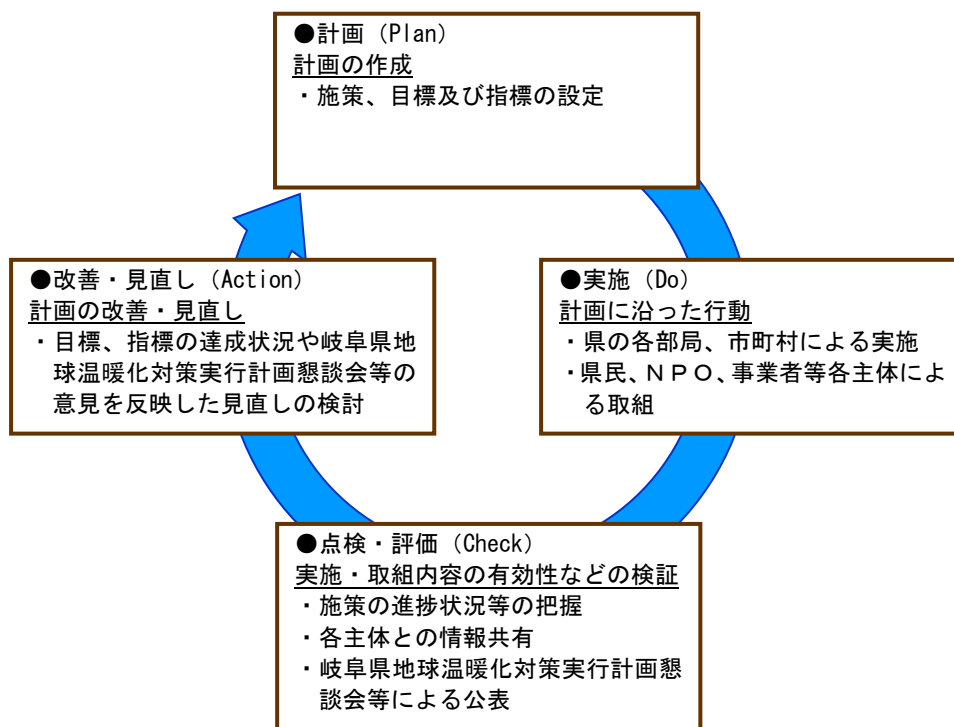 ●計画（Plan）
計画の作成
・施策、目標及び指標の設定
●改善・見直し（Action）
計画の改善・見直し
・目標、指標の達成状況や岐阜県地
球温暖化対策実行計画懇談会等の
意見を反映した見直しの検討
●実施（Do）
計画に沿った行動
・県の各部局、市町村による実施
・県民、ＮＰＯ、事業者等各主体によ
る取組
●点検・評価（Check）
実施・取組内容の有効性などの検証
・施策の進捗状況等の把握
・各主体との情報共有
・岐阜県地球温暖化対策実行計画懇
談会等による公表